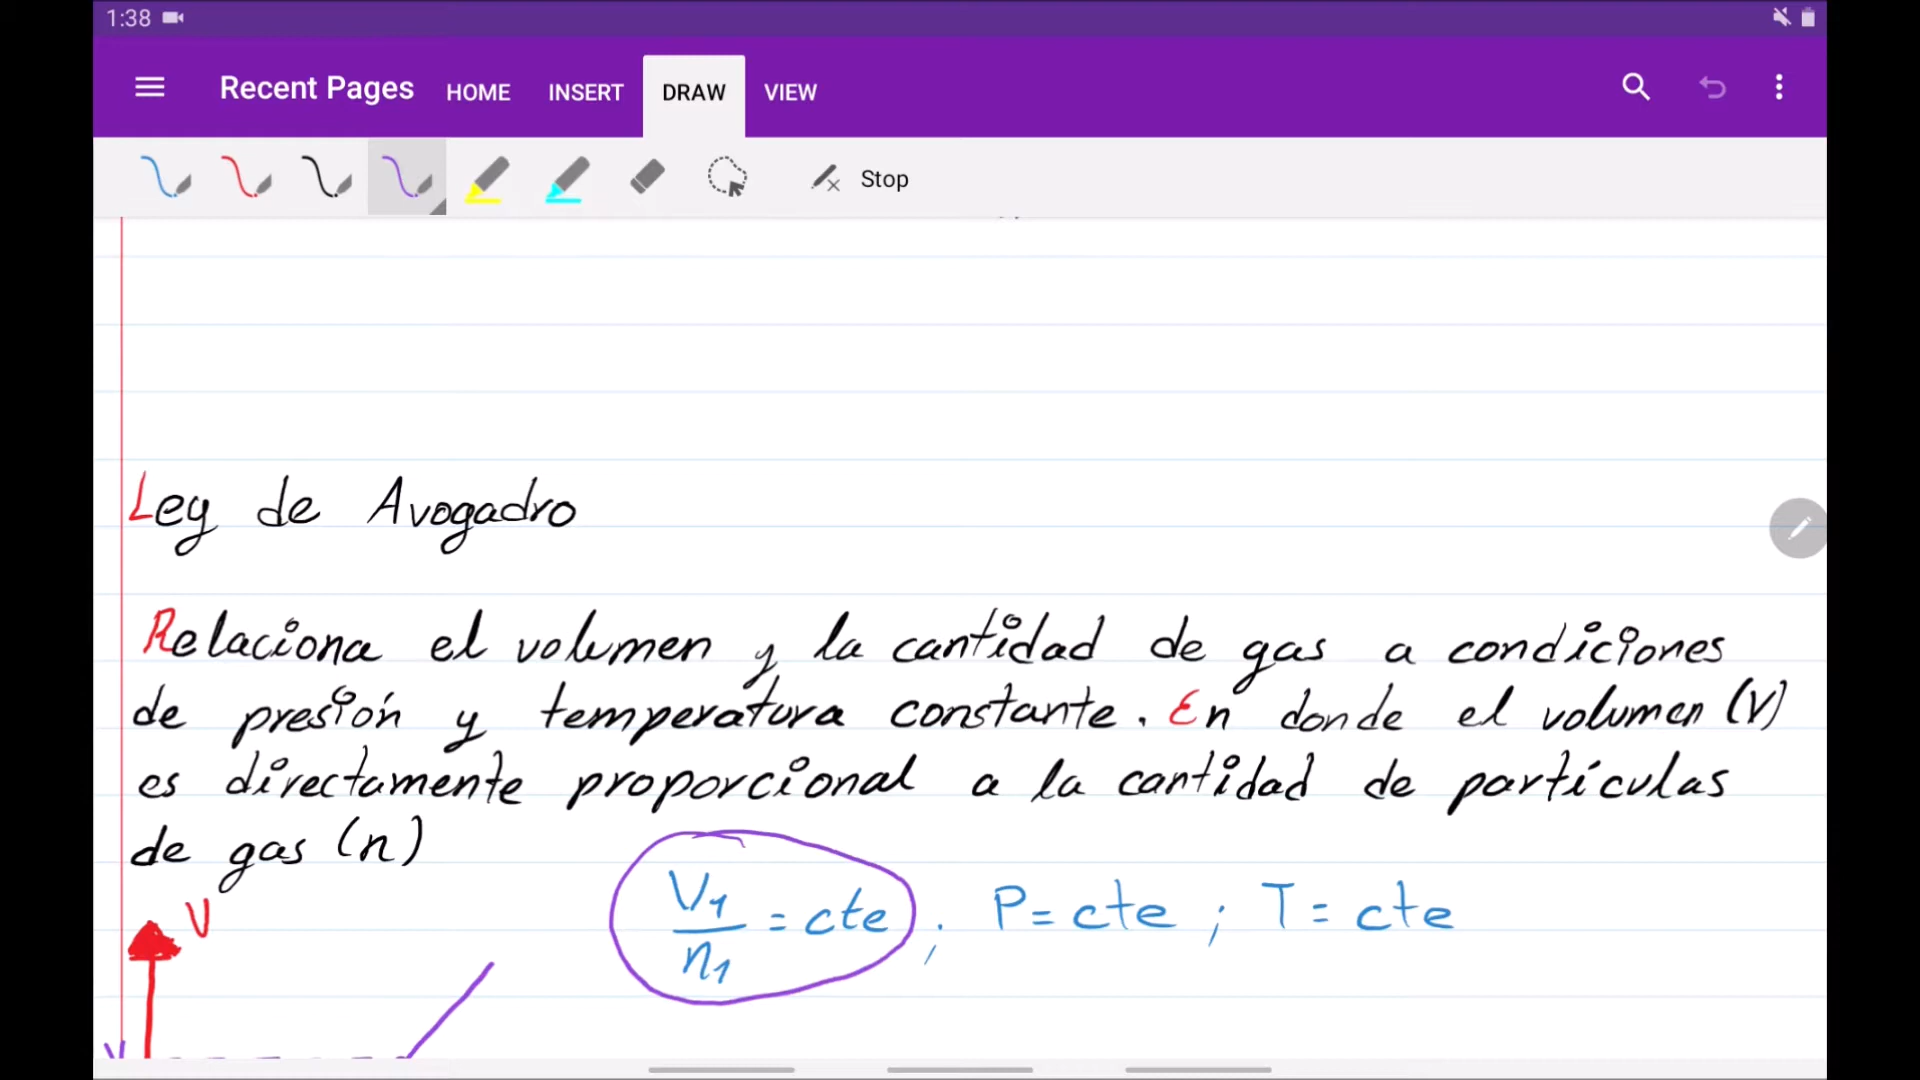 1:38
Recent Pages HOME INSERT DRAW VIEW
Stop
Ley de Avogadro
Relaciona el volumen y la cantidad de gas a condiciones
de presión y temperatura constante. En donde el volumen (V)
es directamente proporcional a la cantidad de partículas
de gas (n)
V1/n1 = cte ; P= cte ; T= cte
V
V